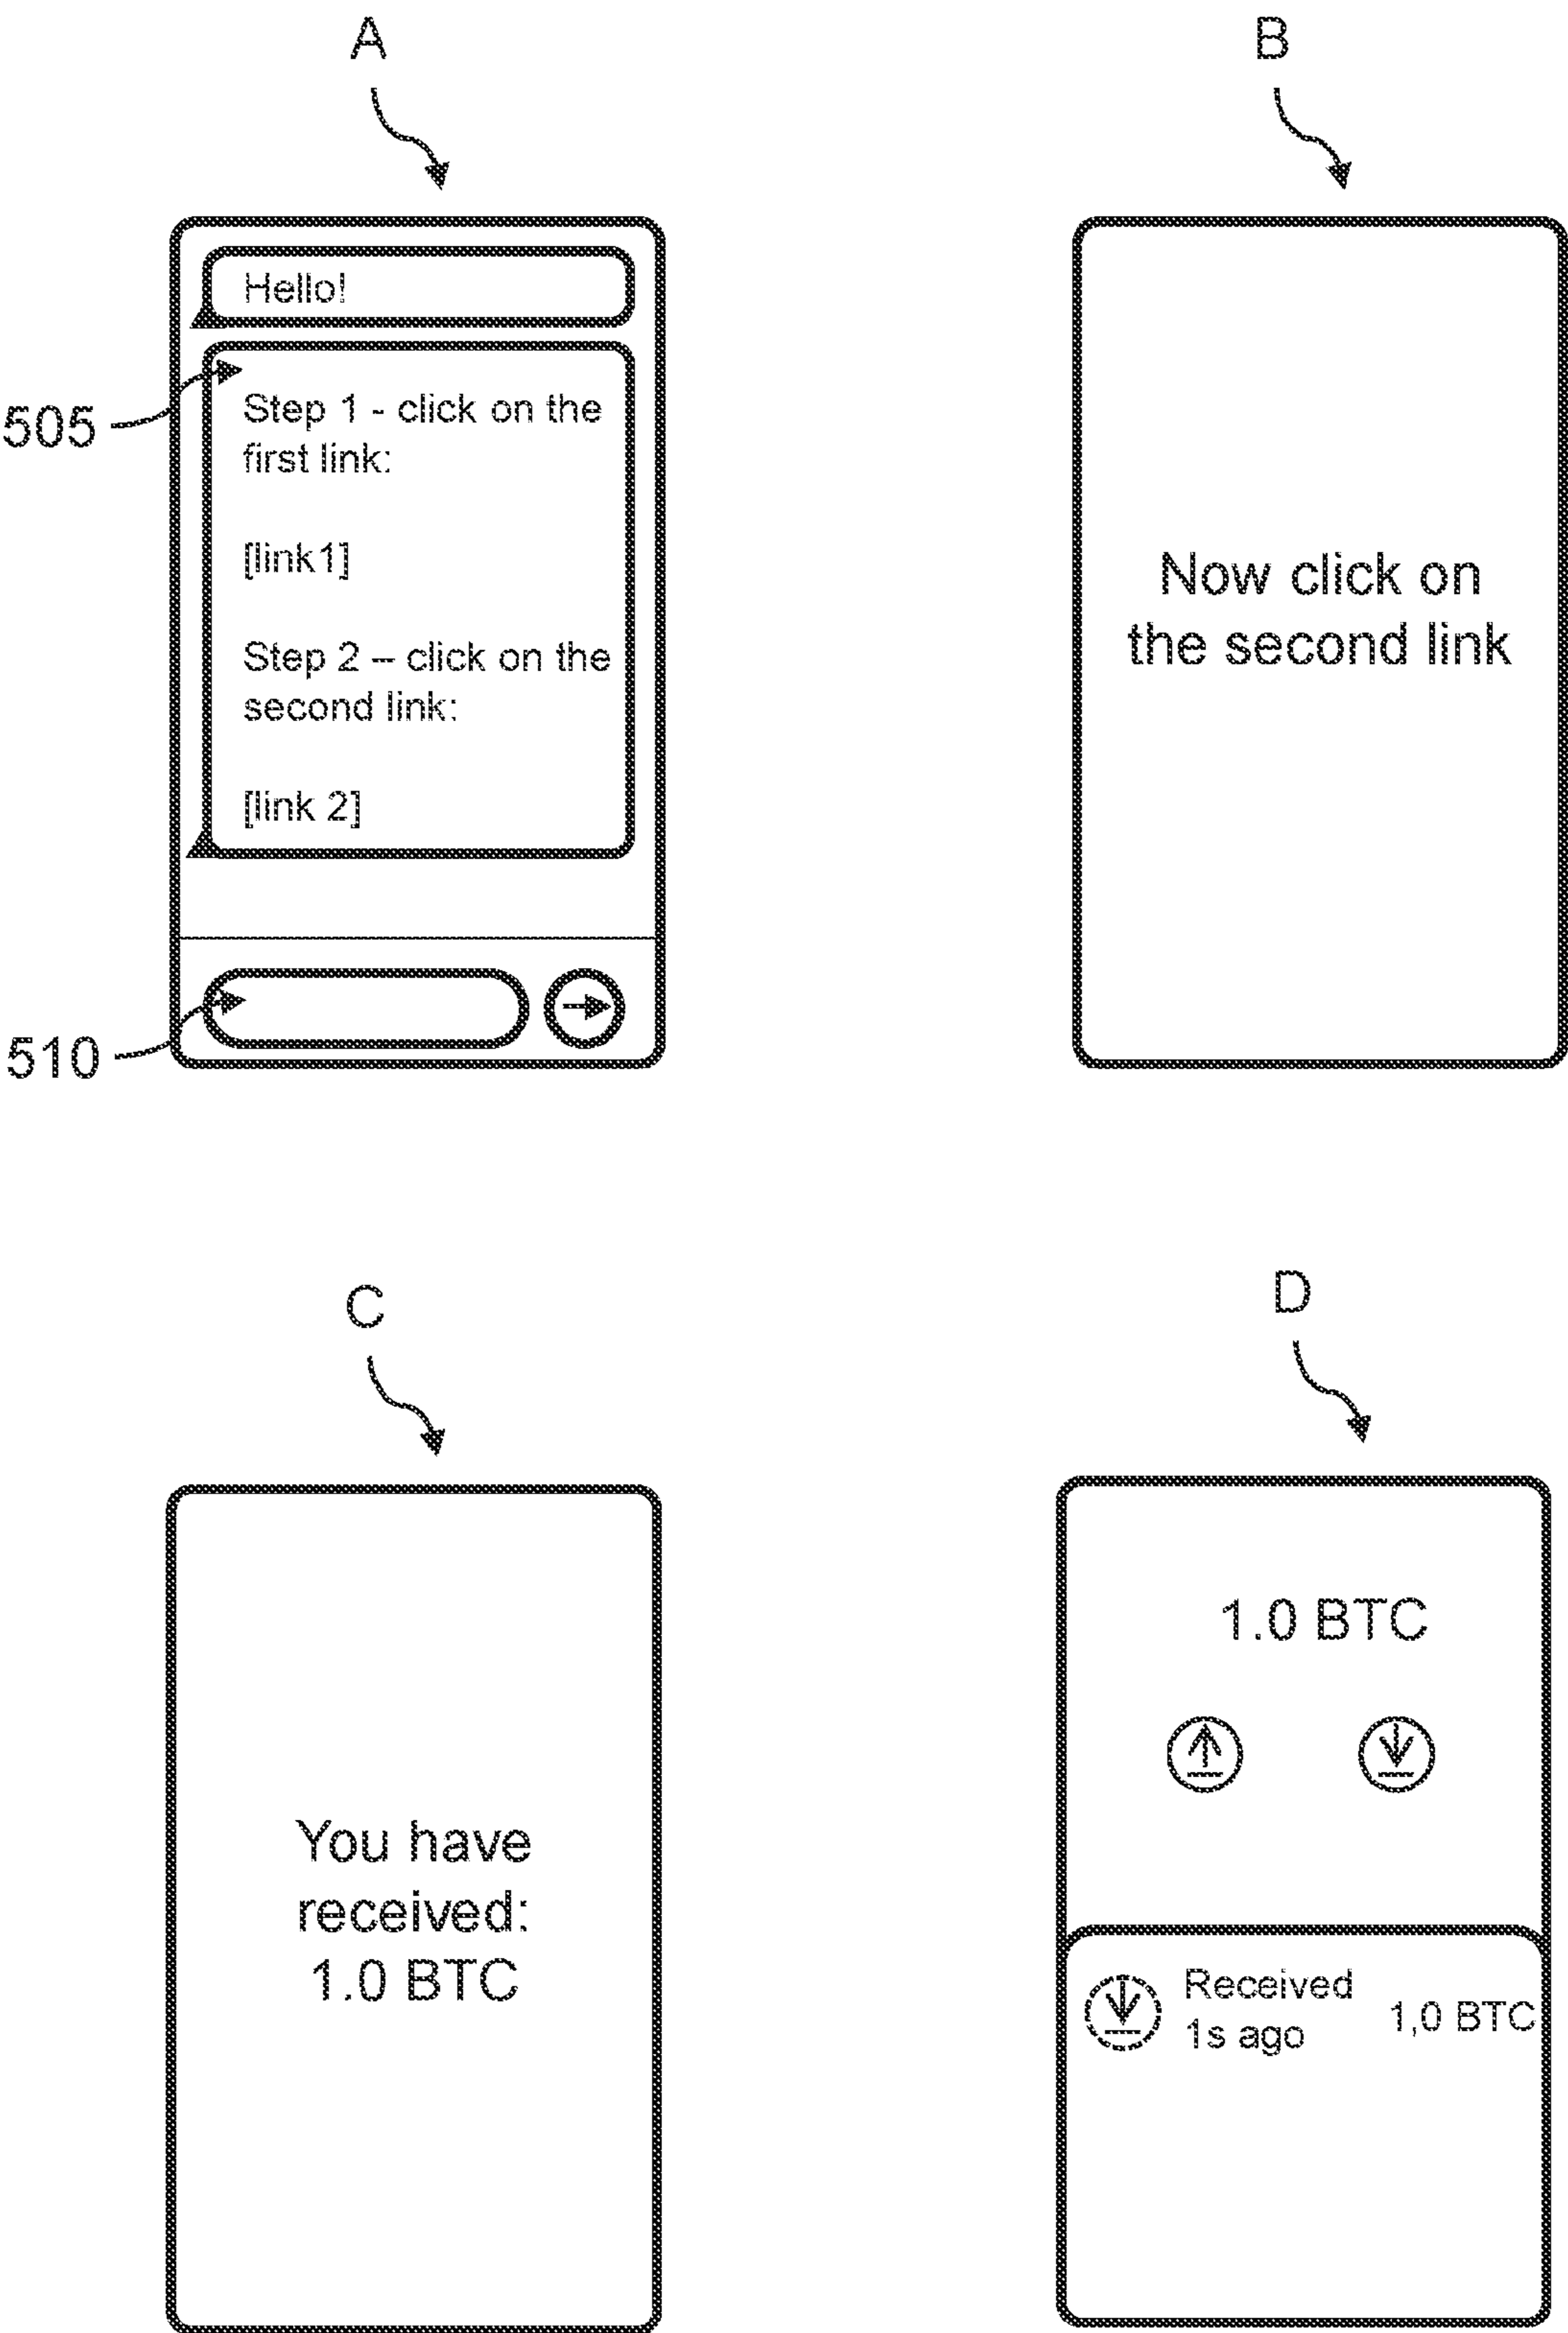 A
B
Hello!
505
Step 1 - click on the
first link:
[link1]
Step 2 – click on the
second link:
[link 2]
510
Now click on
the second link
C
D
You have
received:
1.0 BTC
1.0 BTC
Received
1s ago
1,0 BTC